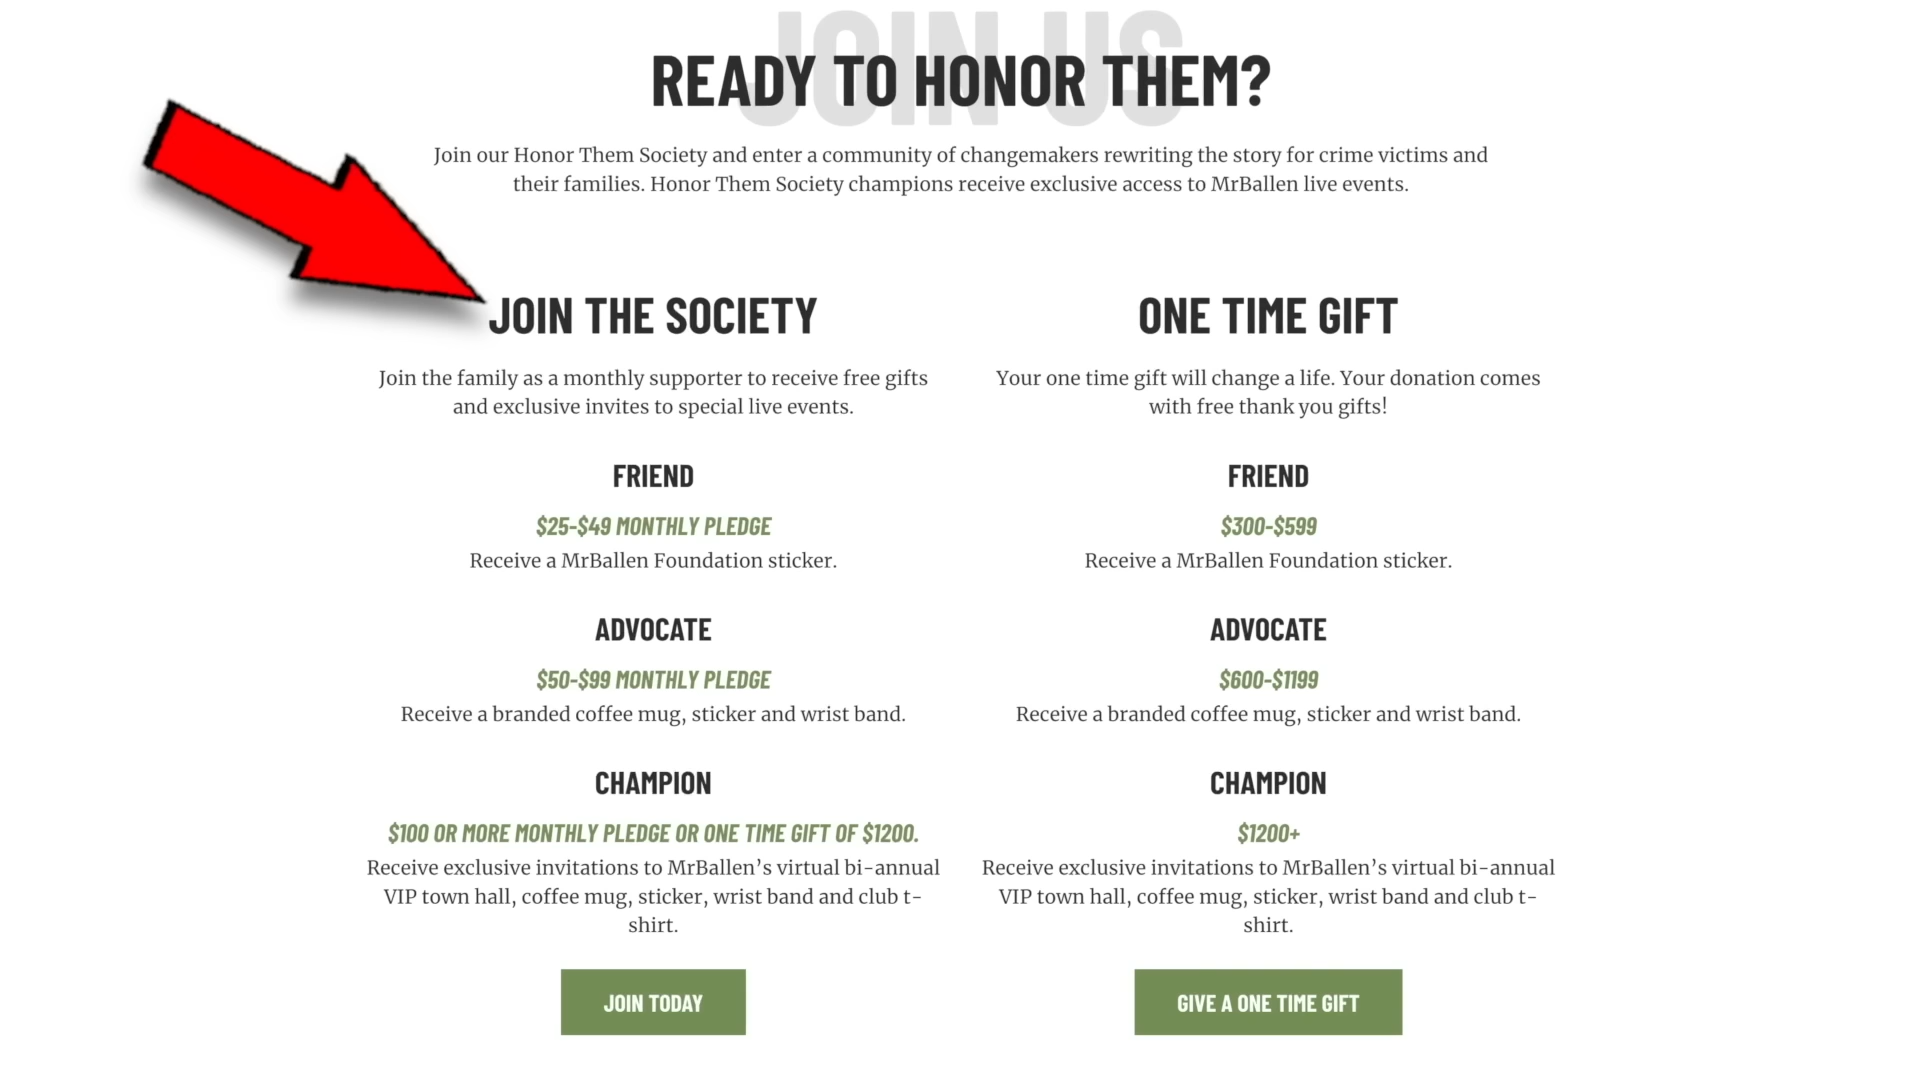 JOIN US
READY TO HONOR THEM?
Join our Honor Them Society and enter a community of changemakers rewriting the story for crime victims and
their families. Honor Them Society champions receive exclusive access to MrBallen live events.
JOIN THE SOCIETY
Join the family as a monthly supporter to receive free gifts
and exclusive invites to special live events.
FRIEND
$25-$49 MONTHLY PLEDGE
Receive a MrBallen Foundation sticker.
ADVOCATE
$50-$99 MONTHLY PLEDGE
Receive a branded coffee mug, sticker and wrist band.
CHAMPION
$100 OR MORE MONTHLY PLEDGE OR ONE TIME GIFT OF $1200.
Receive exclusive invitations to MrBallen’s virtual bi-annual
VIP town hall, coffee mug, sticker, wrist band and club t-
shirt.
JOIN TODAY
ONE TIME GIFT
Your one time gift will change a life. Your donation comes
with free thank you gifts!
FRIEND
$300-$599
Receive a MrBallen Foundation sticker.
ADVOCATE
$600-$1199
Receive a branded coffee mug, sticker and wrist band.
CHAMPION
$1200+
Receive exclusive invitations to MrBallen’s virtual bi-annual
VIP town hall, coffee mug, sticker, wrist band and club t-
shirt.
GIVE A ONE TIME GIFT